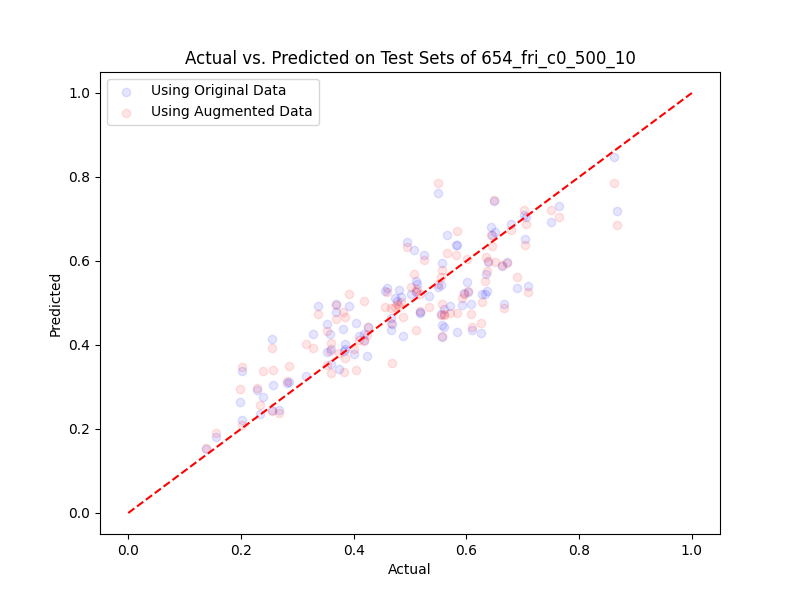 Actual vs. Predicted on Test Sets of 654_fri_c0_500_10
Using Original Data
Using Augmented Data
1.0
0.8
0.6
0.4
0.2
0.0
Predicted
0.0 0.2 0.4 0.6 0.8 1.0
Actual